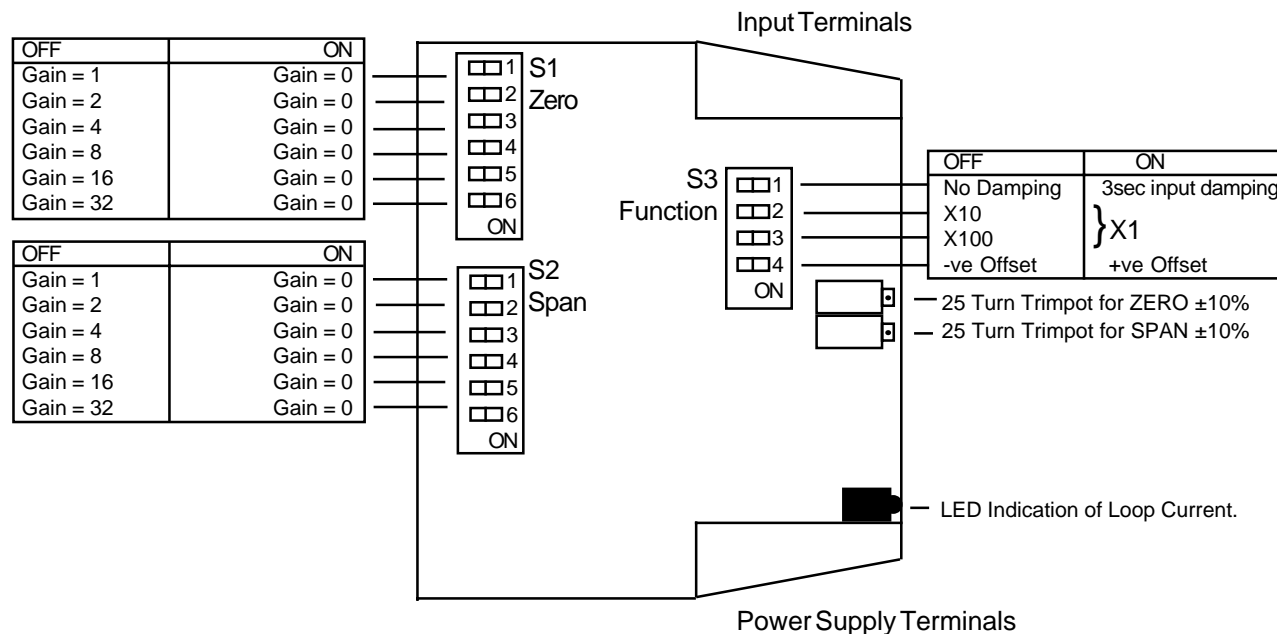 Input Terminals
OFF ON
Gain = 1 Gain = 0
Gain = 2 Gain = 0
Gain = 4 Gain = 0
Gain = 8 Gain = 0
Gain = 16 Gain = 0
Gain = 32 Gain = 0
1 S1
2 Zero
3
4
5
6
ON
OFF ON
Gain = 1 Gain = 0
Gain = 2 Gain = 0
Gain = 4 Gain = 0
Gain = 8 Gain = 0
Gain = 16 Gain = 0
Gain = 32 Gain = 0
1 S2
2 Span
3
4
5
6
ON
S3 1
Function 2
3
4
ON
OFF ON
No Damping 3sec input damping
X10
X100 } X1
-ve Offset +ve Offset
25 Turn Trimpot for ZERO ±10%
25 Turn Trimpot for SPAN ±10%
LED Indication of Loop Current.
Power Supply Terminals